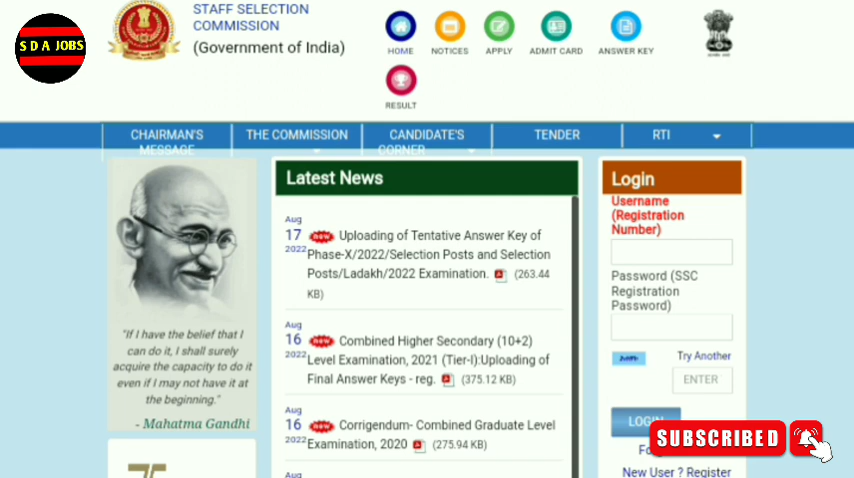 S D A JOBS
STAFF SELECTION
COMMISSION
(Government of India)
HOME
NOTICES
APPLY
ADMIT CARD
ANSWER KEY
RESULT
CHAIRMAN'S
MESSAGE
THE COMMISSION
CANDIDATE'S
CORNER
TENDER
RTI
"If I have the belief that I
can do it, I shall surely
acquire the capacity to do it
even if I may not have it at
the beginning."
- Mahatma Gandhi
Latest News
Aug
17
2022
new Uploading of Tentative Answer Key of
Phase-X/2022/Selection Posts and Selection
Posts/Ladakh/2022 Examination. (263.44
KB)
Aug
16
2022
new Combined Higher Secondary (10+2)
Level Examination, 2021 (Tier-I):Uploading of
Final Answer Keys - reg. (375.12 KB)
Aug
16
2022
new Corrigendum- Combined Graduate Level
Examination, 2020 (275.94 KB)
Aug
Login
Username
(Registration
Number)
Password (SSC
Registration
Password)
Try Another
ENTER
LOGIN
SUBSCRIBED
New User ? Register